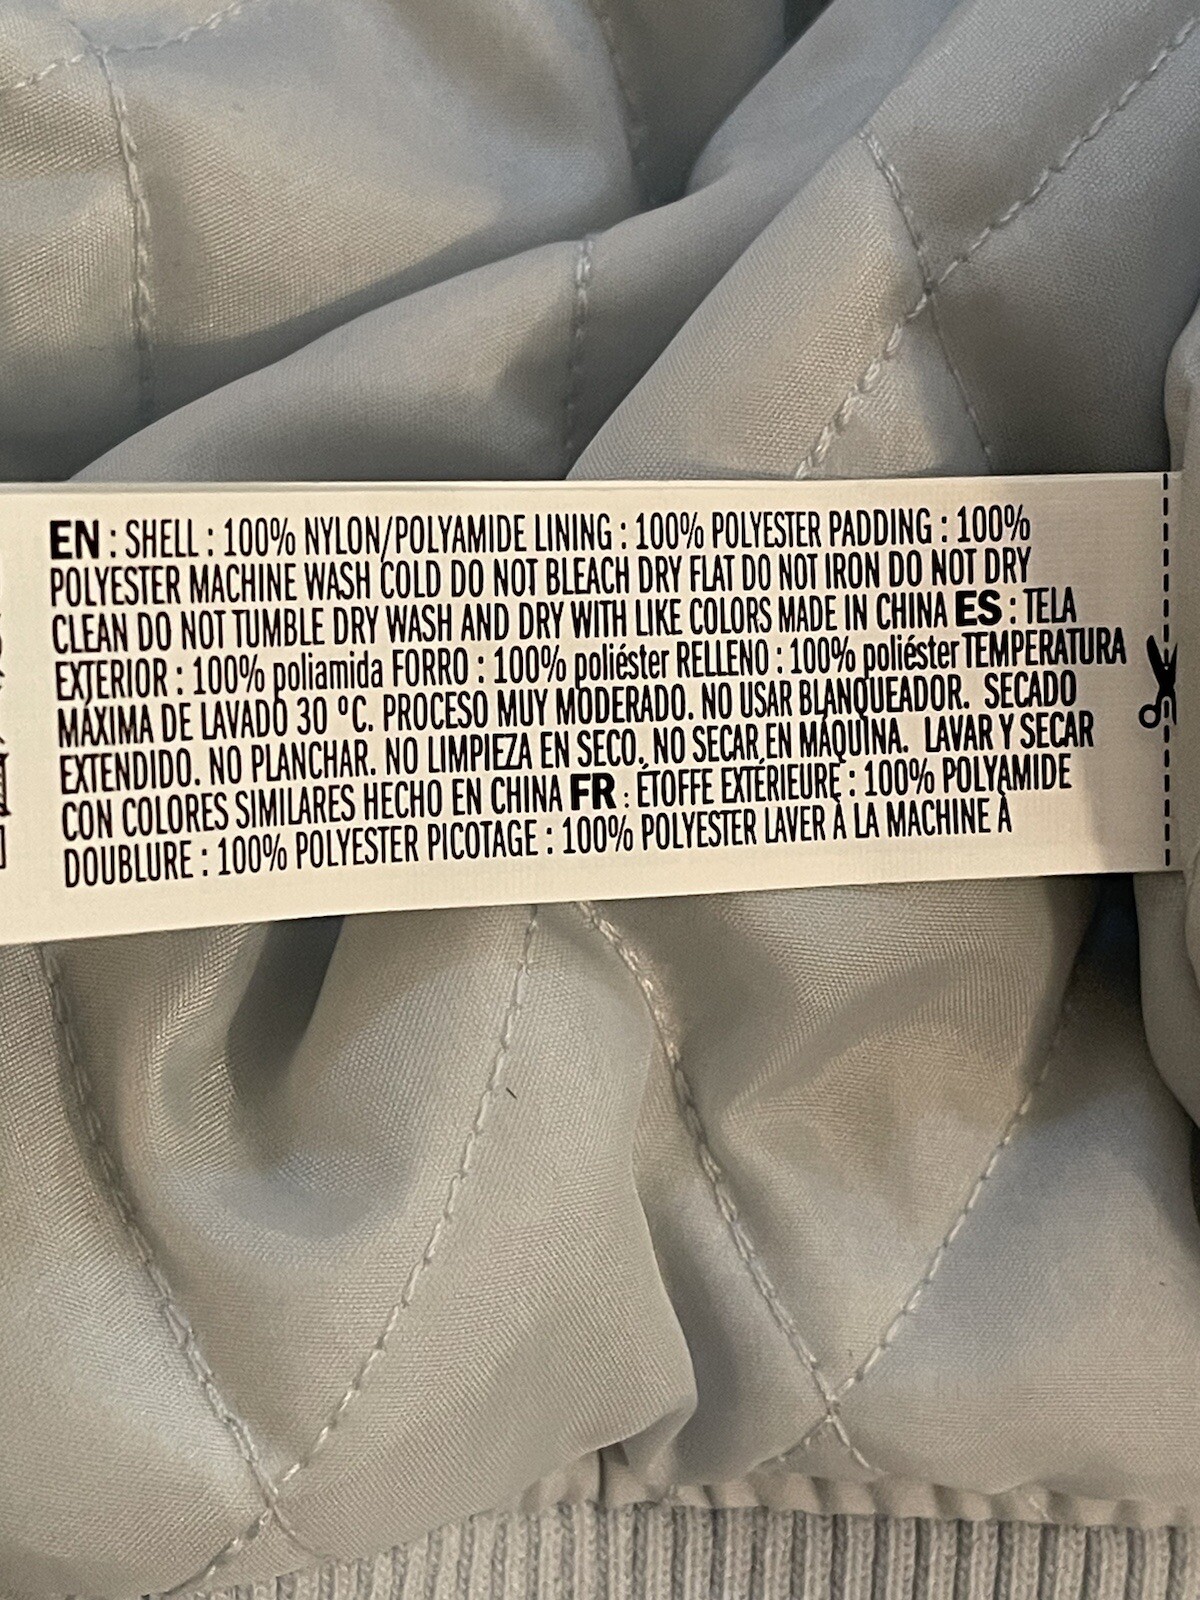 EN : SHELL : 100% NYLON/POLYAMIDE LINING : 100% POLYESTER PADDING : 100%
POLYESTER MACHINE WASH COLD DO NOT BLEACH DRY FLAT DO NOT IRON DO NOT DRY
CLEAN DO NOT TUMBLE DRY WASH AND DRY WITH LIKE COLORS MADE IN CHINA ES : TELA
EXTERIOR : 100% poliamida FORRO : 100% poliéster RELLENO : 100% poliéster TEMPERATURA
MÁXIMA DE LAVADO 30 °C. PROCESO MUY MODERADO. NO USAR BLANQUEADOR. SECADO
EXTENDIDO. NO PLANCHAR. NO LIMPIEZA EN SECO. NO SECAR EN MÁQUINA. LAVAR Y SECAR
CON COLORES SIMILARES HECHO EN CHINA FR : ÉTOFFE EXTÉRIEURE : 100% POLYAMIDE
DOUBLURE : 100% POLYESTER PICOTAGE : 100% POLYESTER LAVER À LA MACHINE À